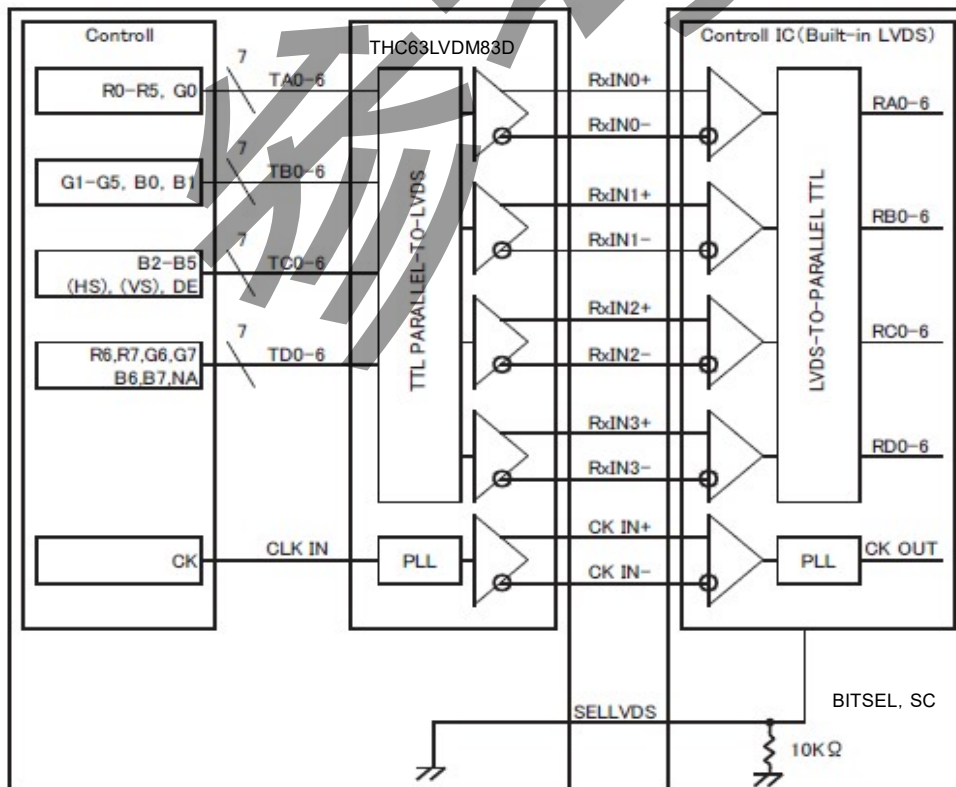 Controll
THC63LVDM83D
Controll IC(Built-in LVDS)
R0-R5, G0
7
TA0-6
RxIN0+
RxIN0-
RA0-6
G1-G5, B0, B1
7
TB0-6
RxIN1+
RxIN1-
RB0-6
B2-B5
(HS), (VS), DE
7
TC0-6
RxIN2+
RxIN2-
RC0-6
R6,R7,G6,G7
B6,B7,NA
7
TD0-6
RxIN3+
RxIN3-
RD0-6
TTL PARALLEL-TO-LVDS
LVDS-TO-PARALLEL TTL
CK
CLK IN
PLL
CK IN+
CK IN-
PLL
CK OUT
SELLVDS
BITSEL, SC
10KΩ